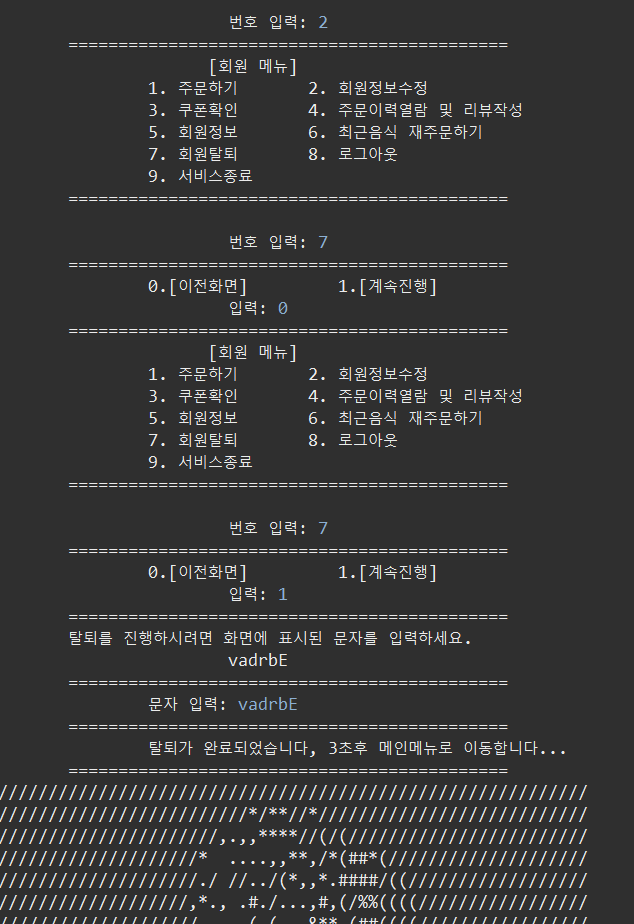 번호 입력: 2
============================================
[회원 메뉴]
1. 주문하기 2. 회원정보수정
3. 쿠폰확인 4. 주문이력열람 및 리뷰작성
5. 회원정보 6. 최근음식 재주문하기
7. 회원탈퇴 8. 로그아웃
9. 서비스종료
============================================
번호 입력: 7
============================================
0.[이전화면] 1.[계속진행]
입력: 0
============================================
[회원 메뉴]
1. 주문하기 2. 회원정보수정
3. 쿠폰확인 4. 주문이력열람 및 리뷰작성
5. 회원정보 6. 최근음식 재주문하기
7. 회원탈퇴 8. 로그아웃
9. 서비스종료
============================================
번호 입력: 7
============================================
0.[이전화면] 1.[계속진행]
입력: 1
============================================
탈퇴를 진행하시려면 화면에 표시된 문자를 입력하세요.
vadrbE
============================================
문자 입력: vadrbE
============================================
탈퇴가 완료되었습니다, 3초후 메인메뉴로 이동합니다...
============================================